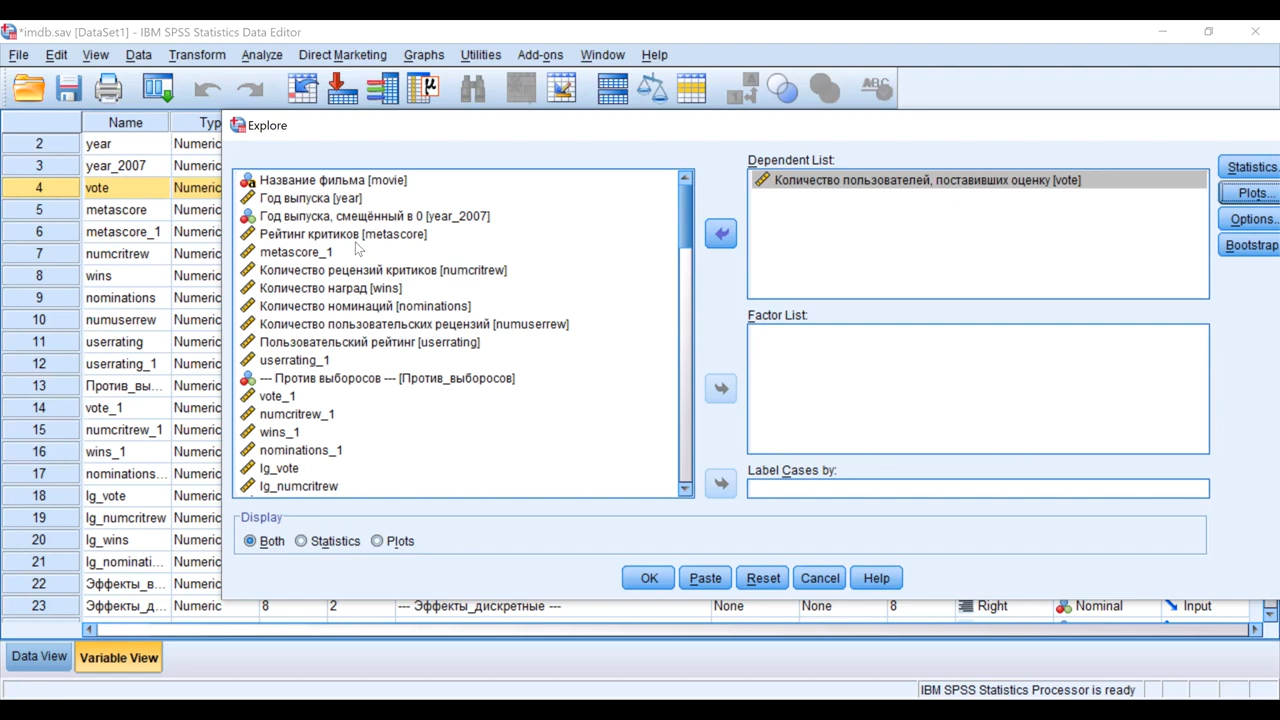 *imdb.sav [DataSet1] - IBM SPSS Statistics Data Editor
File Edit View Data Transform Analyze Direct Marketing Graphs Utilities Add-ons Window Help
Name Typ
2 year Numeric
3 year_2007 Numeric
4 vote Numeric
5 metascore Numeric
6 metascore_1 Numeric
7 numcritrew Numeric
8 wins Numeric
9 nominations Numeric
10 numuserrew Numeric
11 userrating Numeric
12 userrating_1 Numeric
13 Против_вы... Numeric
14 vote_1 Numeric
15 numcritrew_1 Numeric
16 wins_1 Numeric
17 nominations... Numeric
18 lg_vote Numeric
19 lg_numcritrew Numeric
20 lg_wins Numeric
21 lg_nominati... Numeric
22 Эффекты_в... Numeric
23 Эффекты_д... Numeric 8 2 --- Эффекты_дискретные --- None None 8 Right Nominal Input
Explore
Название фильма [movie]
Год выпуска [year]
Год выпуска, смещённый в 0 [year_2007]
Рейтинг критиков [metascore]
metascore_1
Количество рецензий критиков [numcritrew]
Количество наград [wins]
Количество номинаций [nominations]
Количество пользовательских рецензий [numuserrew]
Пользовательский рейтинг [userrating]
userrating_1
--- Против выборосов --- [Против_выборосов]
vote_1
numcritrew_1
wins_1
nominations_1
lg_vote
lg_numcritrew
Dependent List:
Количество пользователей, поставивших оценку [vote]
Factor List:
Label Cases by:
Statistics.
Plots...
Options..
Bootstrap
Display
Both Statistics Plots
OK Paste Reset Cancel Help
Data View Variable View
IBM SPSS Statistics Processor is ready